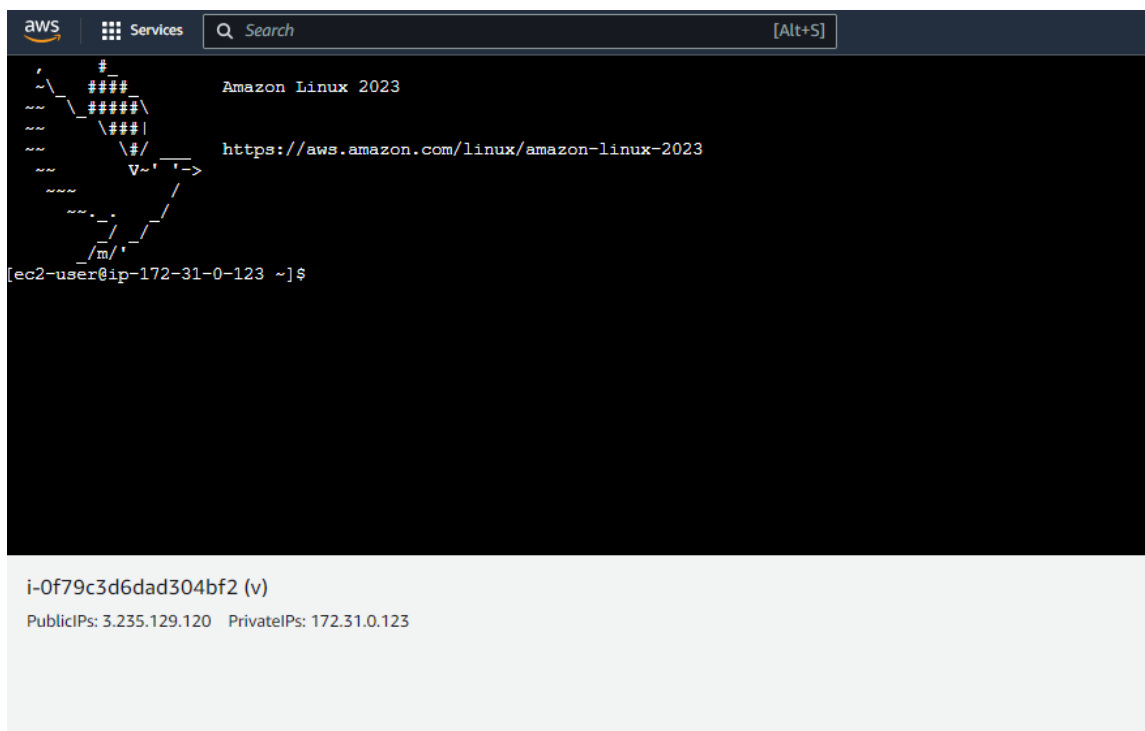 aws Services Search [Alt+S]
   ,     #_
   ~\_  ####_        Amazon Linux 2023
  ~~  \_#####\
  ~~     \###|
  ~~       \#/ ___   https://aws.amazon.com/linux/amazon-linux-2023
   ~~       V~' '->
    ~~~         /
      ~~._.   _/
         _/ _/
       _/m/'
[ec2-user@ip-172-31-0-123 ~]$
i-0f79c3d6dad304bf2 (v)
PublicIPs: 3.235.129.120 PrivateIPs: 172.31.0.123